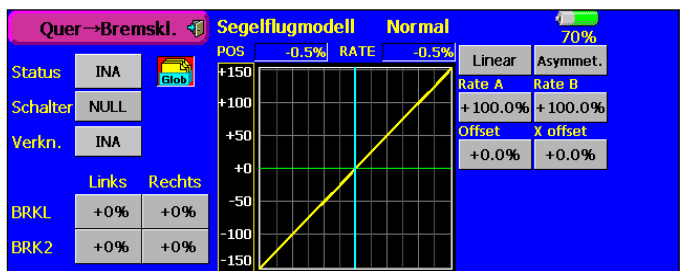 Quer→Bremskl.
Segelflugmodell Normal
70%
POS -0.5% RATE -0.5%
Status INA
Glob
Schalter NULL
Verkn. INA
Links Rechts
BRKL +0% +0%
BRK2 +0% +0%
+150
+100
+50
+0
-50
-100
-150
Linear Asymmet.
Rate A Rate B
+100.0% +100.0%
Offset X offset
+0.0% +0.0%